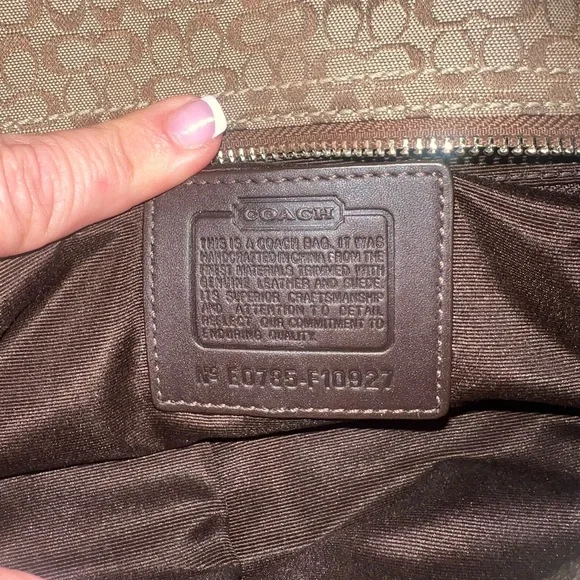 COACH
THIS IS A COACH BAG. IT WAS
HANDCRAFTED IN CHINA FROM THE
FINEST MATERIALS TRIMMED WITH
GENUINE LEATHER AND SUEDE.
ITS SUPERIOR CRAFTSMANSHIP
AND ATTENTION TO DETAIL
REFLECT OUR COMMITMENT TO
ENDURING QUALITY.
Nº E0785-F10927